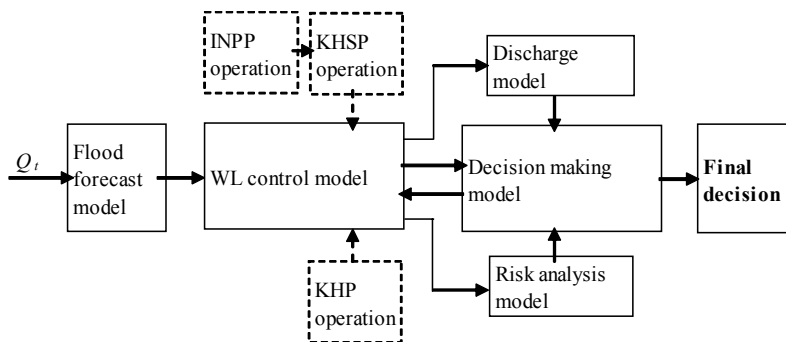 INPP
operation
KHSP
operation
Discharge
model
Q t
Flood
forecast
model
WL control model
Decision making
model
Final
decision
KHP
operation
Risk analysis
model